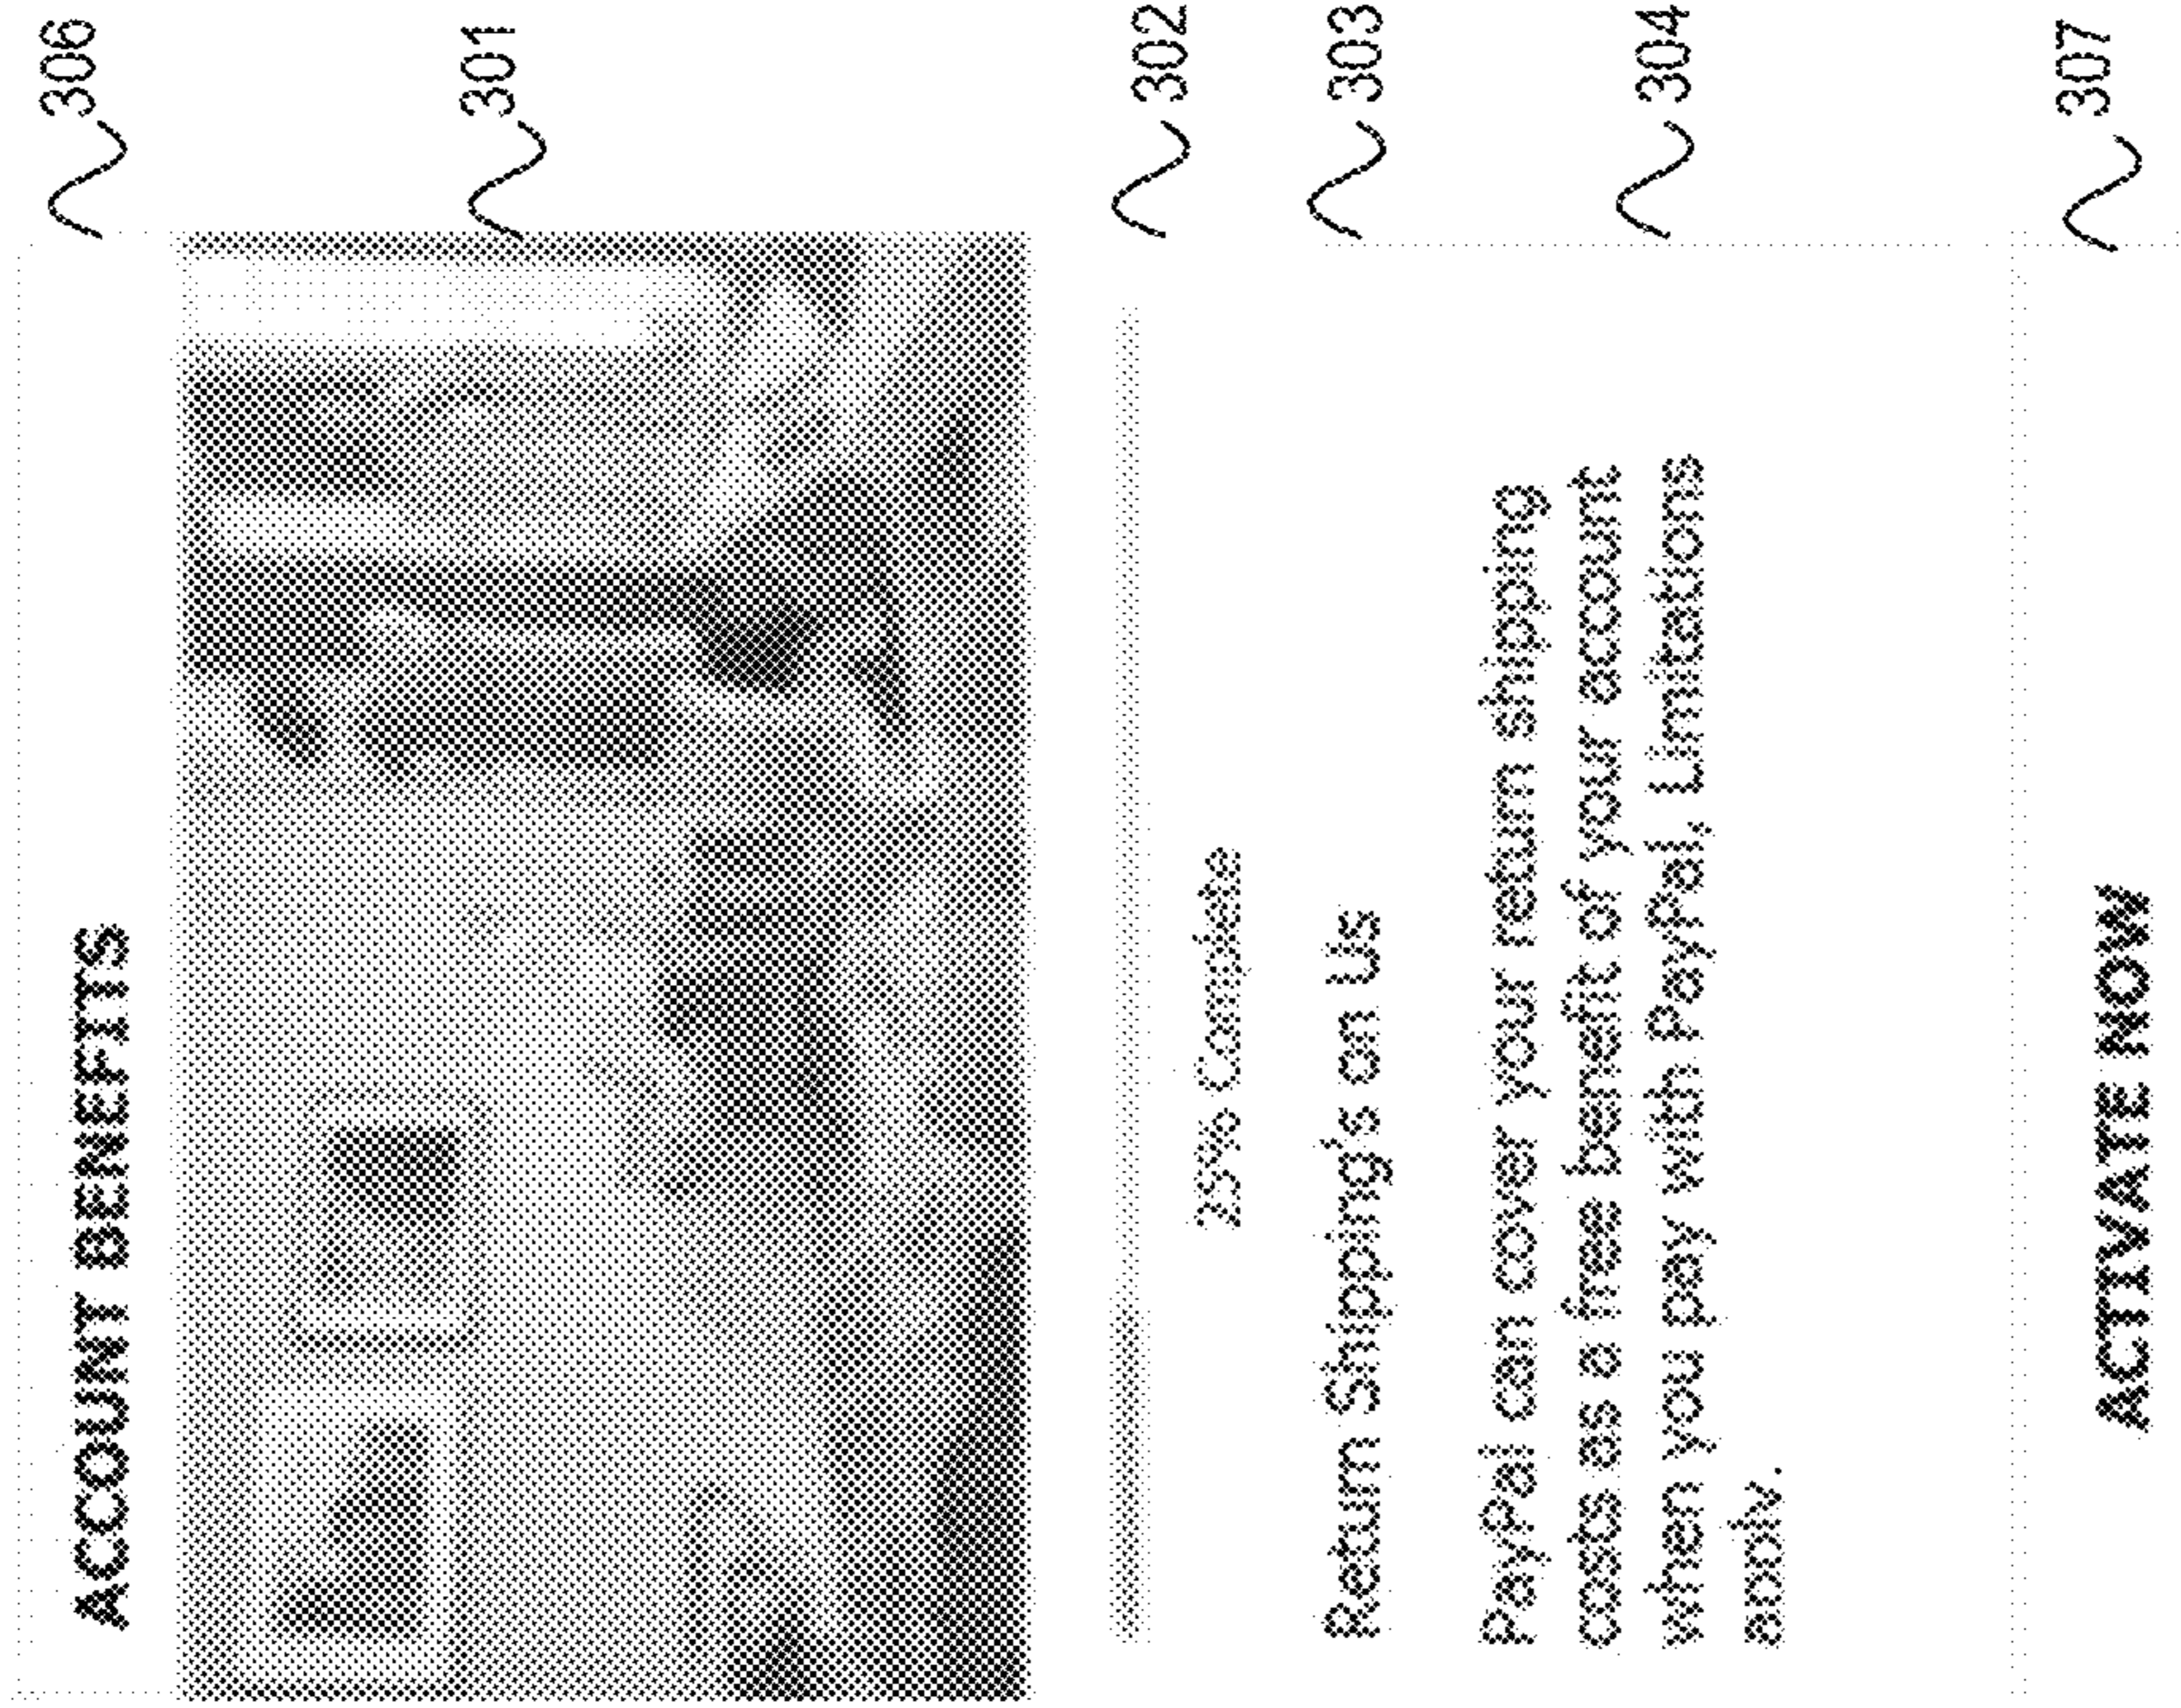 ACCOUNT BENEFITS
306
301
302
25% Complete
Return Shipping's on Us
303
PayPal can cover your return shipping
costs as a free benefit of your account
when you pay with PayPal, Limitations
apply.
304
ACTIVATE NOW
307